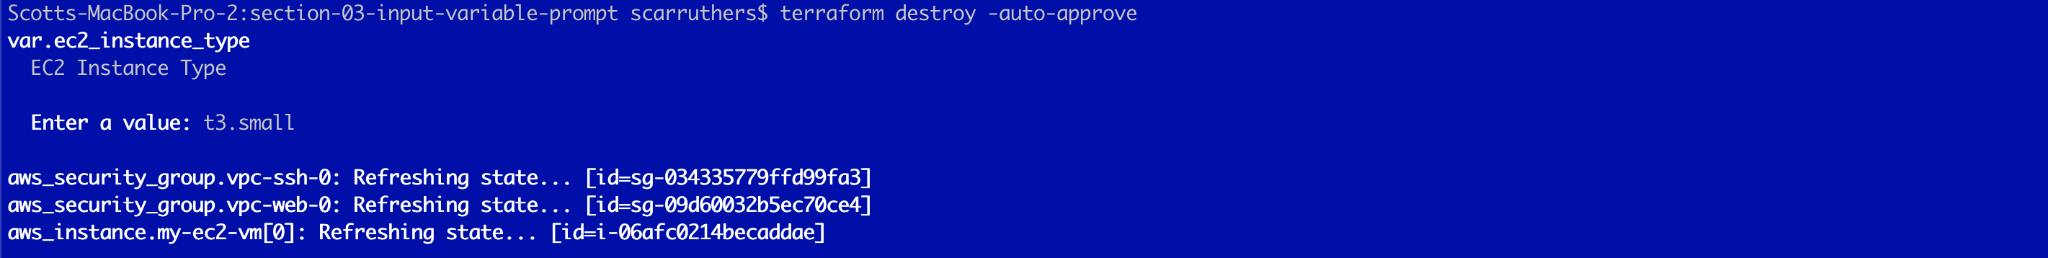 Scotts-MacBook-Pro-2:section-03-input-variable-prompt scarruthers$ terraform destroy -auto-approve
var.ec2_instance_type
EC2 Instance Type
Enter a value: t3.small
aws_security_group.vpc-ssh-0: Refreshing state... [id=sg-034335779ffd99fa3]
aws_security_group.vpc-web-0: Refreshing state... [id=sg-09d60032b5ec70ce4]
aws_instance.my-ec2-vm[0]: Refreshing state... [id=i-06afc0214becaddae]